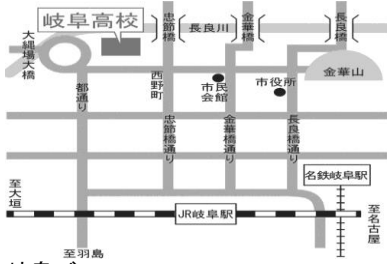 岐阜高校
忠節橋
長良川
金華橋
長良橋
大縄場大橋
金華山
西野町
市民会館
市役所
都通り
忠節橋通り
金華橋通り
長良橋通り
名鉄岐阜駅
至大垣
JR岐阜駅
至名古屋
至羽島